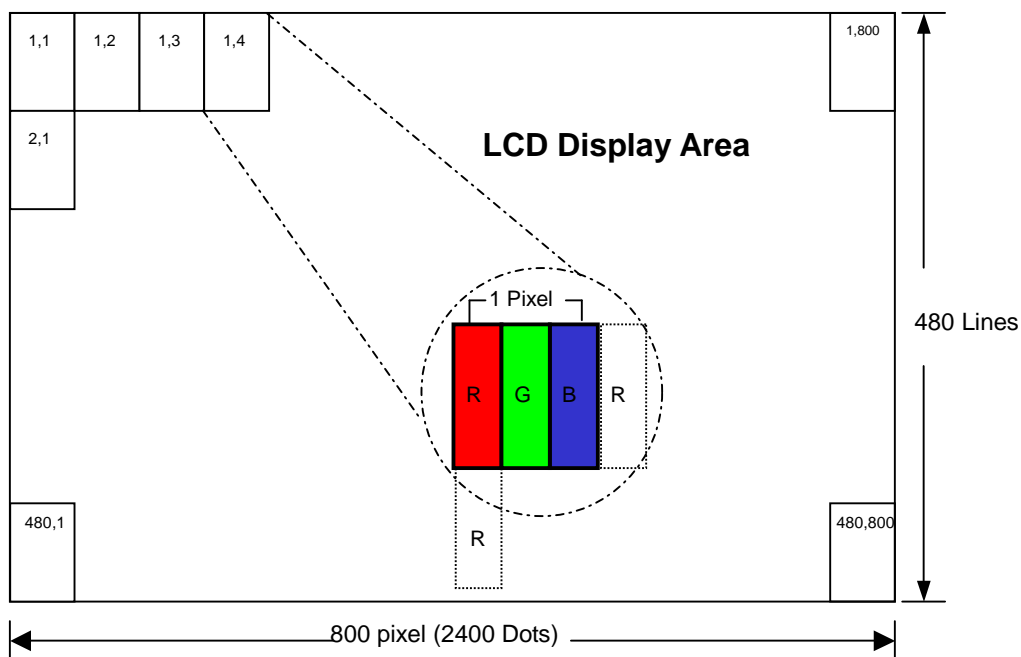 1,1 1,2 1,3 1,4 1,800
2,1
LCD Display Area
1 Pixel
480 Lines
R G B R
480,1 480,800
R
800 pixel (2400 Dots)